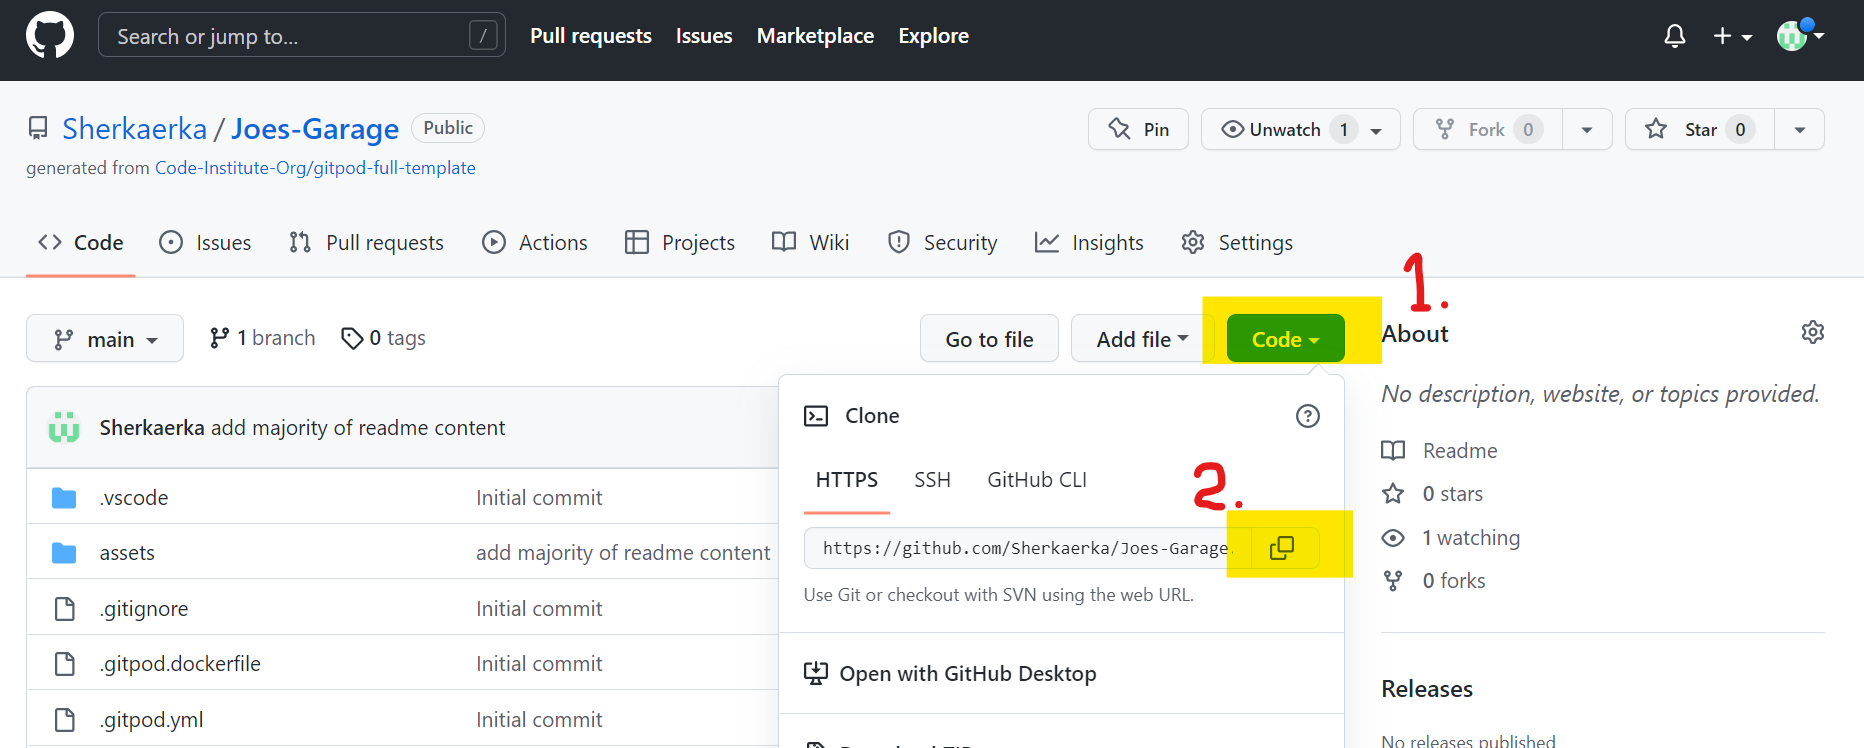 Search or jump to... /
Pull requests Issues Marketplace Explore
Sherkaerka / Joes-Garage Public
generated from Code-Institute-Org/gitpod-full-template
Pin Unwatch 1 Fork 0 Star 0
Code Issues Pull requests Actions Projects Wiki Security Insights Settings
1.
main 1 branch 0 tags Go to file Add file Code
About
No description, website, or topics provided.
Readme
0 stars
1 watching
0 forks
Releases
No releases published
Sherkaerka add majority of readme content
.vscode Initial commit
assets add majority of readme content
.gitignore Initial commit
.gitpod.dockerfile Initial commit
.gitpod.yml Initial commit
Clone
HTTPS SSH GitHub CLI
2.
https://github.com/Sherkaerka/Joes-Garage.
Use Git or checkout with SVN using the web URL.
Open with GitHub Desktop